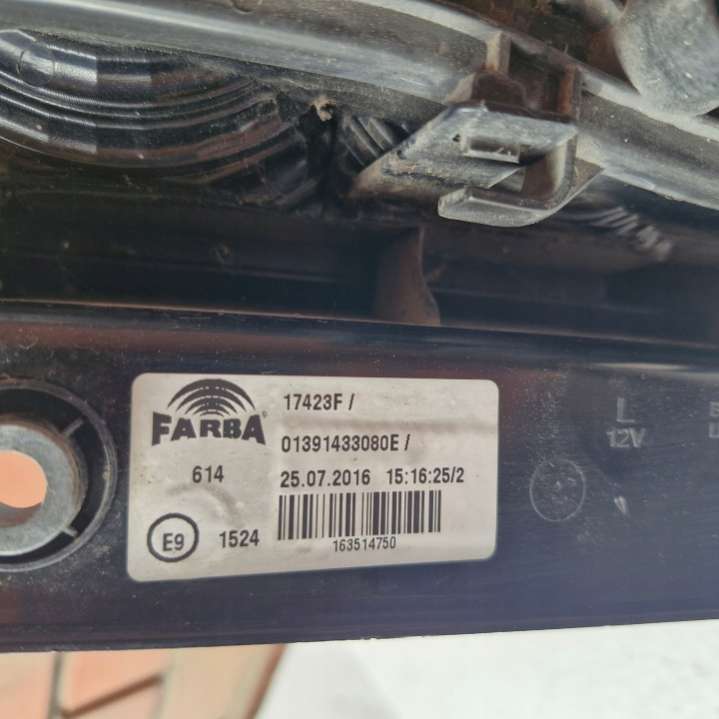 17423F /
FARBA®
01391433080E /
614
25.07.2016 15:16:25/2
E9
1524
163514750
L
12V